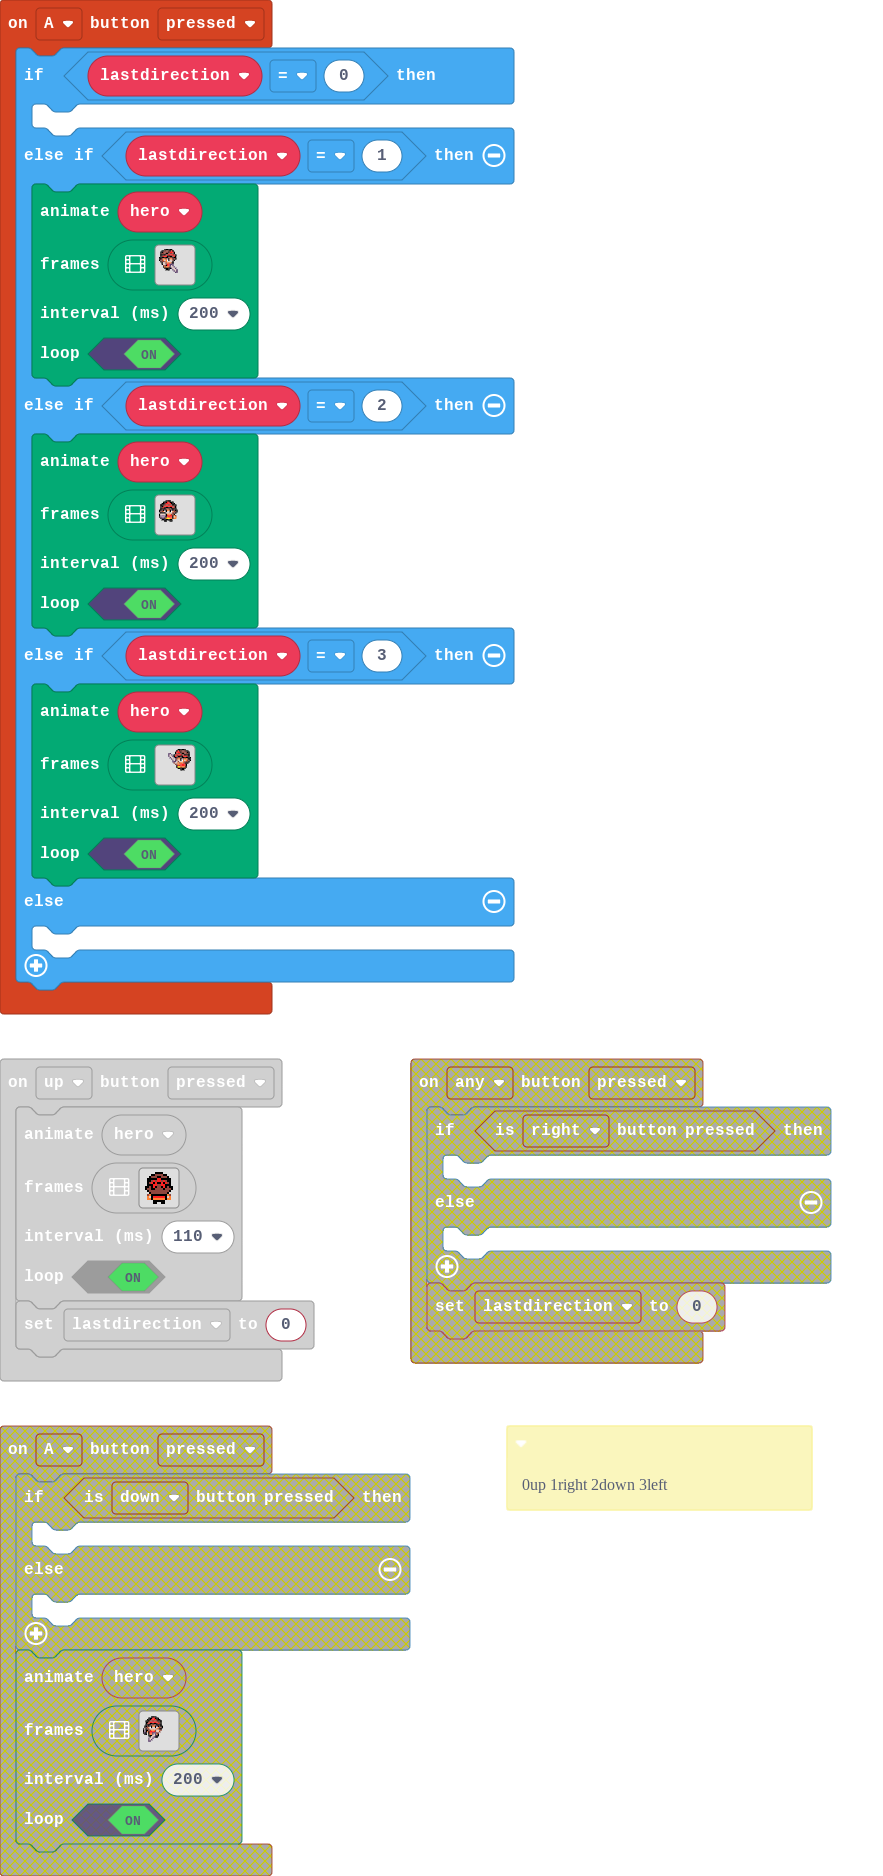 on A button pressed
if lastdirection = 0 then
else if lastdirection = 1 then
animate hero
frames
interval (ms) 200
loop ON
else if lastdirection = 2 then
animate hero
frames
interval (ms) 200
loop ON
else if lastdirection = 3 then
animate hero
frames
interval (ms) 200
loop ON
else
on up button pressed
animate hero
frames
interval (ms) 110
loop ON
set lastdirection to 0
on any button pressed
if is right button pressed then
else
set lastdirection to 0
on A button pressed
if is down button pressed then
else
animate hero
frames
interval (ms) 200
loop ON
0up 1right 2down 3left